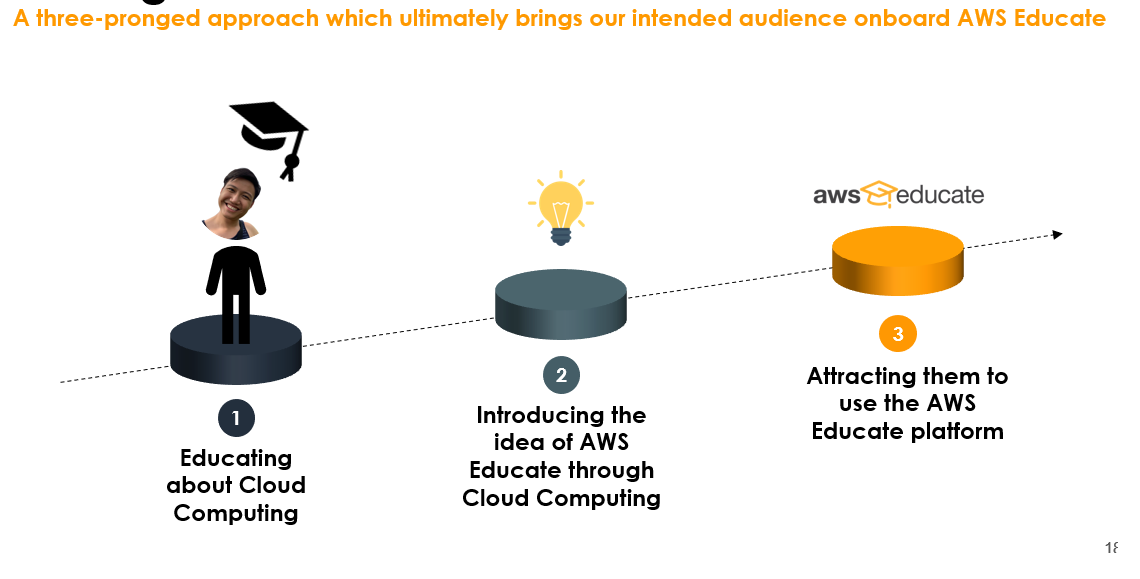 A three-pronged approach which ultimately brings our intended audience onboard AWS Educate
aws educate
1
Educating
about Cloud
Computing
2
Introducing the
idea of AWS
Educate through
Cloud Computing
3
Attracting them to
use the AWS
Educate platform